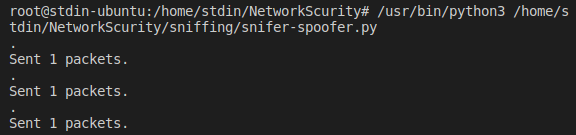 root@stdin-ubuntu:/home/stdin/NetworkScurity# /usr/bin/python3 /home/s
tdin/NetworkScurity/sniffing/snifer-spoofer.py
.
Sent 1 packets.
.
Sent 1 packets.
.
Sent 1 packets.